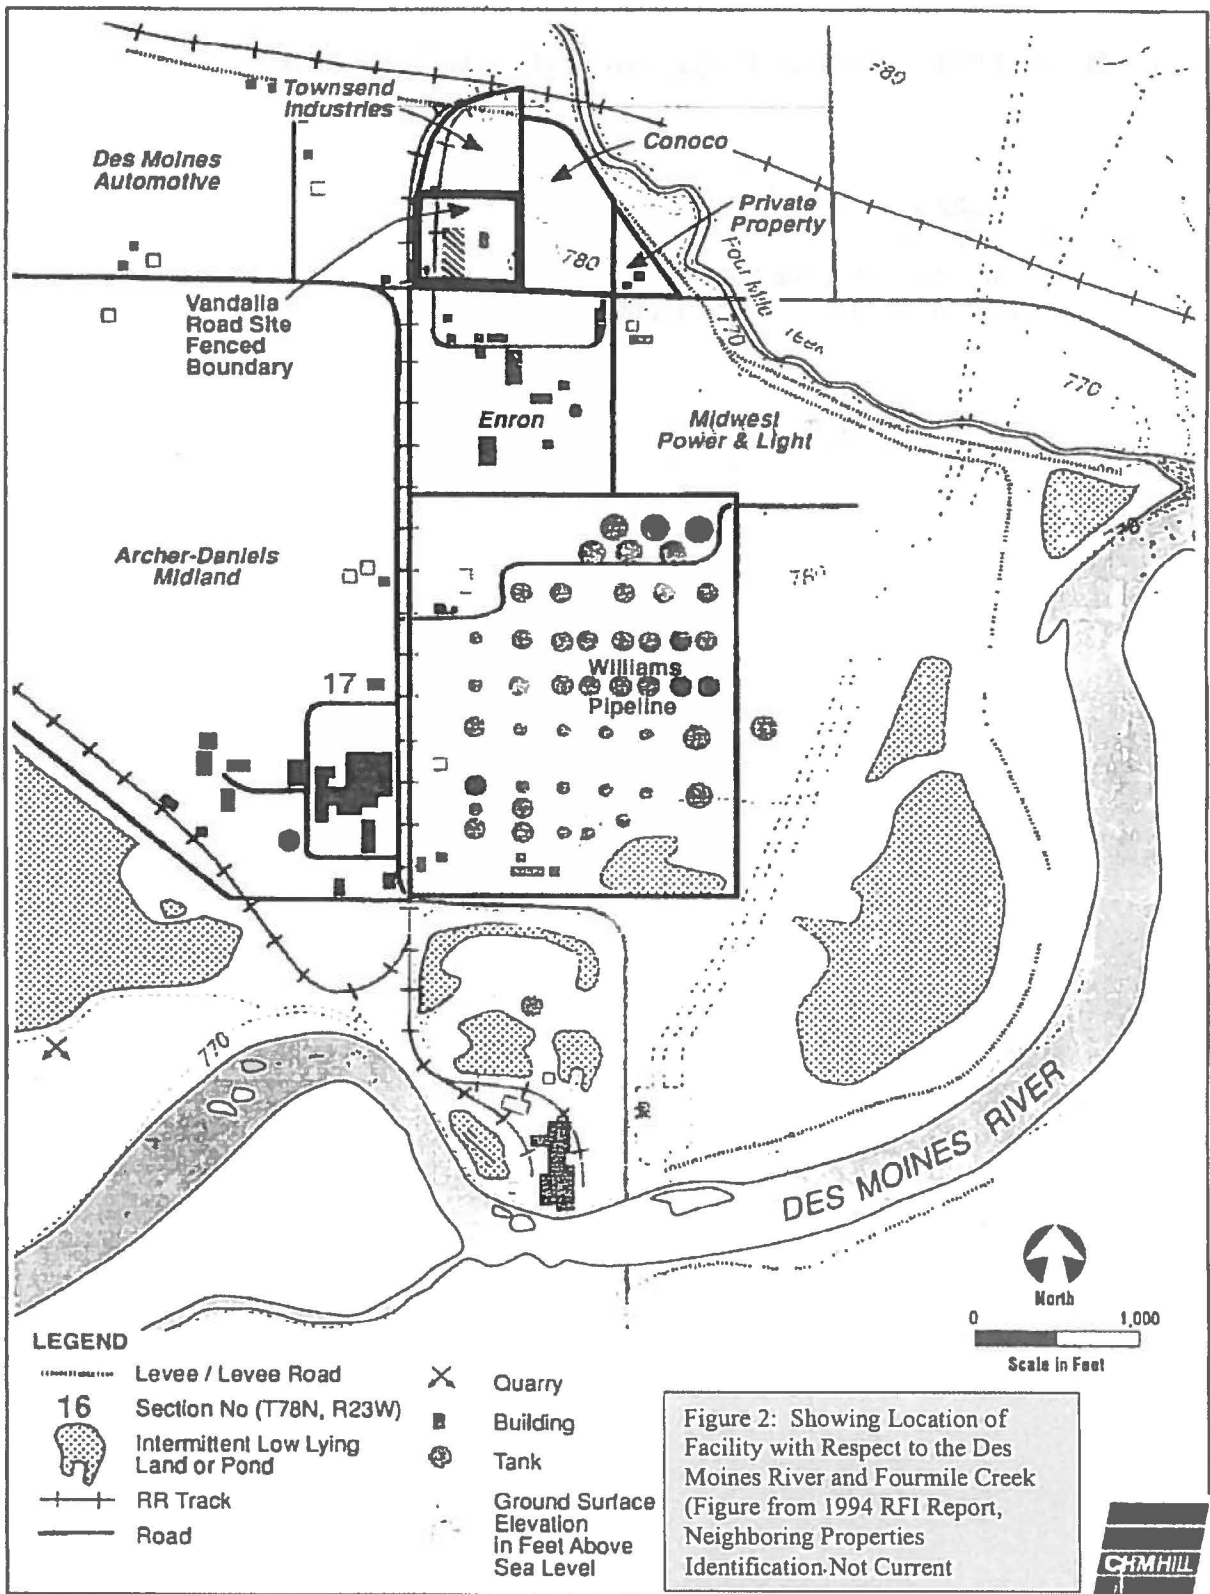 780
Townsend
Industries
Conoco
Des Moines
Automotive
Private
Property
780
Four Mile
Vandalia
Road Site
Fenced
Boundary
770
770
Enron
Midwest
Power & Light
Archer-Daniels
Midland
780
17
Williams
Pipeline
770
DES MOINES RIVER
North
0 1,000
Scale in Feet
LEGEND
Levee / Levee Road
16 Section No (T78N, R23W)
Intermittent Low Lying
Land or Pond
RR Track
Road
Quarry
Building
Tank
Ground Surface
Elevation
in Feet Above
Sea Level
Figure 2: Showing Location of
Facility with Respect to the Des
Moines River and Fourmile Creek
(Figure from 1994 RFI Report,
Neighboring Properties
Identification Not Current
CHM HILL